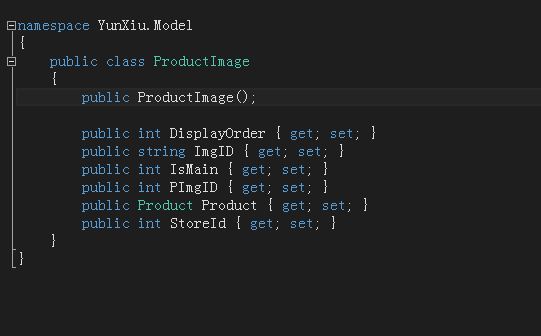 namespace YunXiu.Model
{
public class ProductImage
{
public ProductImage();
public int DisplayOrder { get; set; }
public string ImgID { get; set; }
public int IsMain { get; set; }
public int PImgID { get; set; }
public Product Product { get; set; }
public int StoreId { get; set; }
}
}